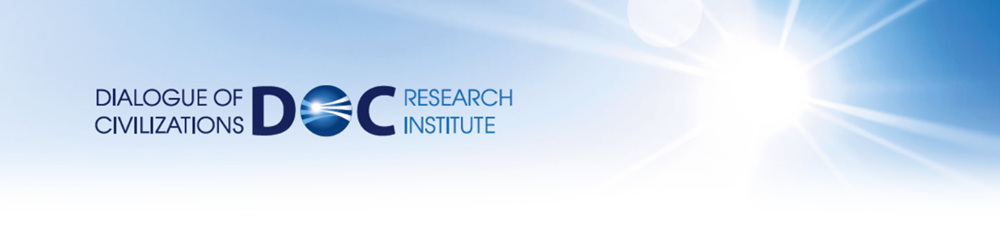 DIALOGUE OF
CIVILIZATIONS
DOC
RESEARCH
INSTITUTE